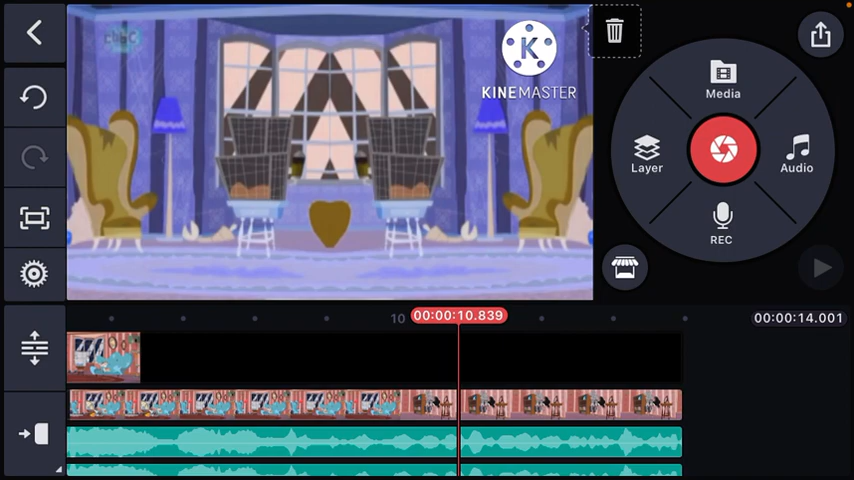 KINEMASTER
Media
Layer
Audio
REC
10
00:00:10.839
00:00:14.001